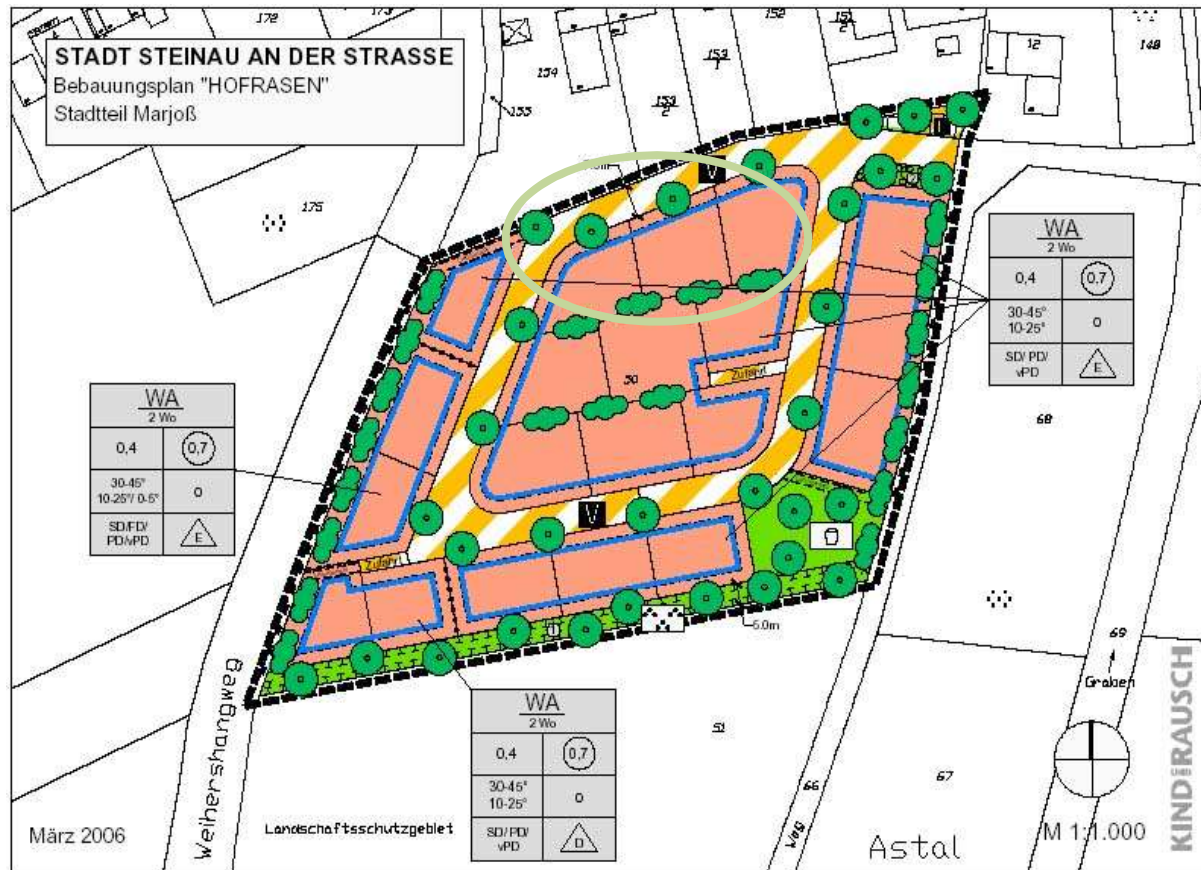 STADT STEINAU AN DER STRASSE
Bebauungsplan "HOFRASEN"
Stadtteil Marjoß
172
173
152
12
148
154
153
1
155
153
2
175
V
WA
2 Wo
0,4 0,7
30-45°
10-25° o
SD/ PD/
vPD E
50
Zufahrt
68
WA
2 Wo
0,4 0,7
30-45°
10-25°/ 0-5° o
SD/FD/
PD/vPD E
V
Zufahrt
5.0m
69
Graben
WA
2 Wo
0,4 0,7
30-45°
10-25° o
SD/ PD/
vPD D
51
66
67
Weg
Weihershangweg
Landschaftsschutzgebiet
Astal
März 2006
M 1:1.000
KIND:RAUSCH